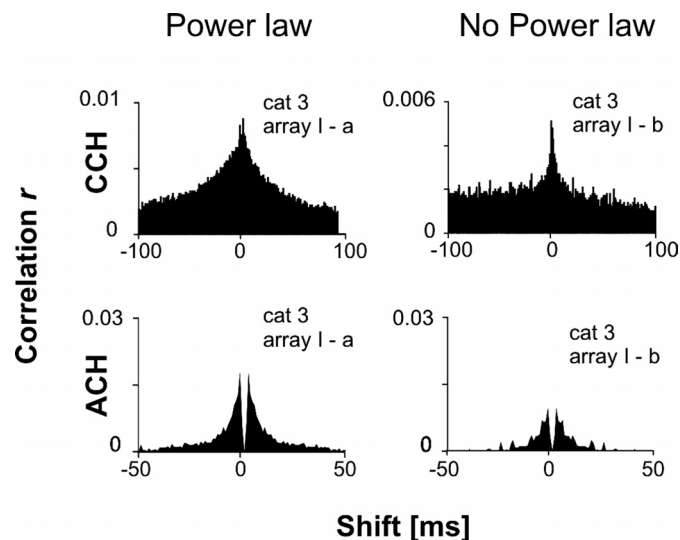 Power law
No Power law
Correlation r
CCH
0.01
0
cat 3
array I - a
-100
0
100
0.006
0
cat 3
array I - b
-100
0
100
ACH
0.03
0
cat 3
array I - a
-50
0
50
0.03
0
cat 3
array I - b
-50
0
50
Shift [ms]